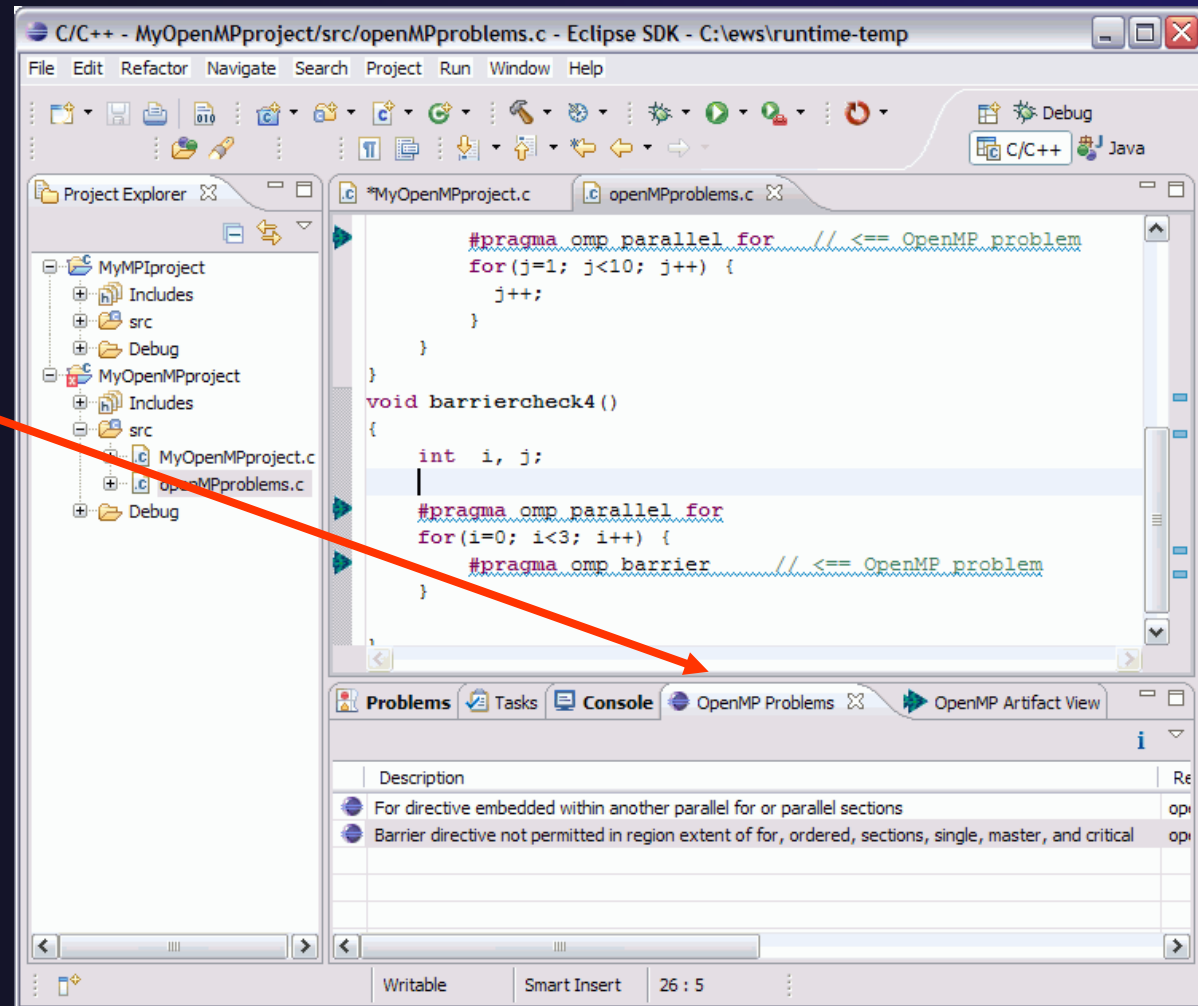 C/C++ - MyOpenMPproject/src/openMPproblems.c - Eclipse SDK - C:\ews\runtime-temp
File Edit Refactor Navigate Search Project Run Window Help
Debug
C/C++ Java
Project Explorer
MyMPIproject
Includes
src
Debug
MyOpenMPproject
Includes
src
MyOpenMPproject.c
openMPproblems.c
Debug
*MyOpenMPproject.c openMPproblems.c
#pragma omp parallel for // <== OpenMP problem
for(j=1; j<10; j++) {
j++;
}
}
}
void barriercheck4()
{
int i, j;
#pragma omp parallel for
for(i=0; i<3; i++) {
#pragma omp barrier // <== OpenMP problem
}
}
Problems Tasks Console OpenMP Problems OpenMP Artifact View
Description Re
For directive embedded within another parallel for or parallel sections ope
Barrier directive not permitted in region extent of for, ordered, sections, single, master, and critical ope
Writable Smart Insert 26 : 5